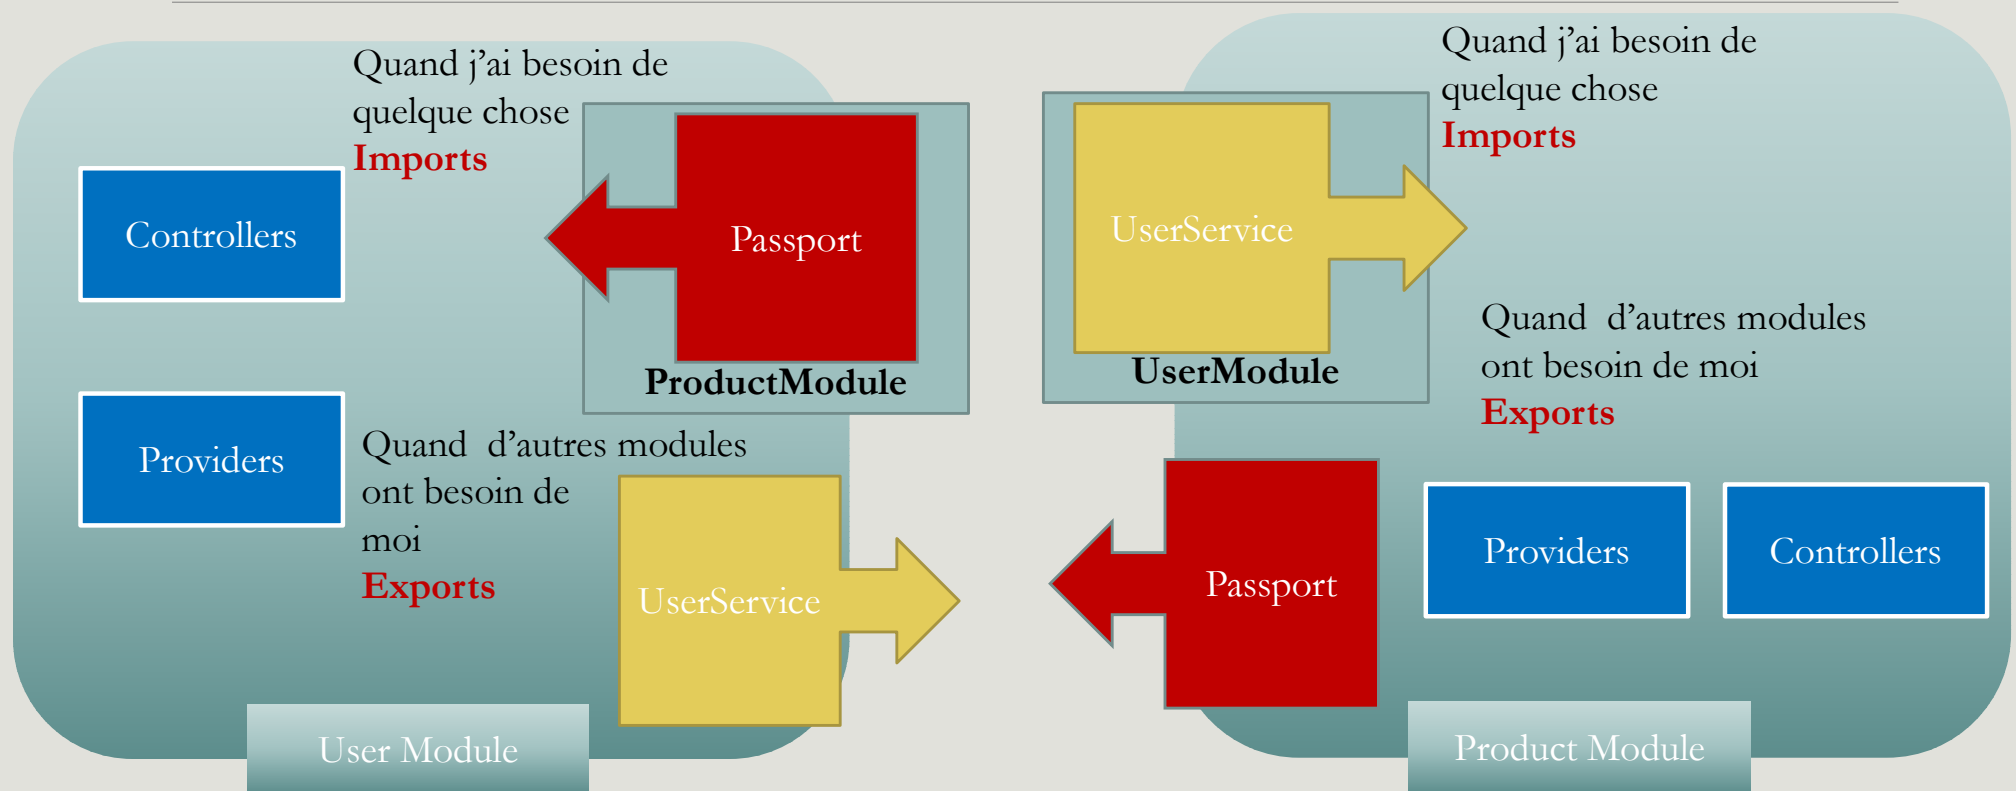 Quand j'ai besoin de
quelque chose
Imports
Controllers
Passport
ProductModule
Providers
Quand  d'autres modules
ont besoin de
moi
Exports
UserService
User Module
Quand j'ai besoin de
quelque chose
Imports
UserService
UserModule
Quand  d'autres modules
ont besoin de moi
Exports
Passport
Providers
Controllers
Product Module